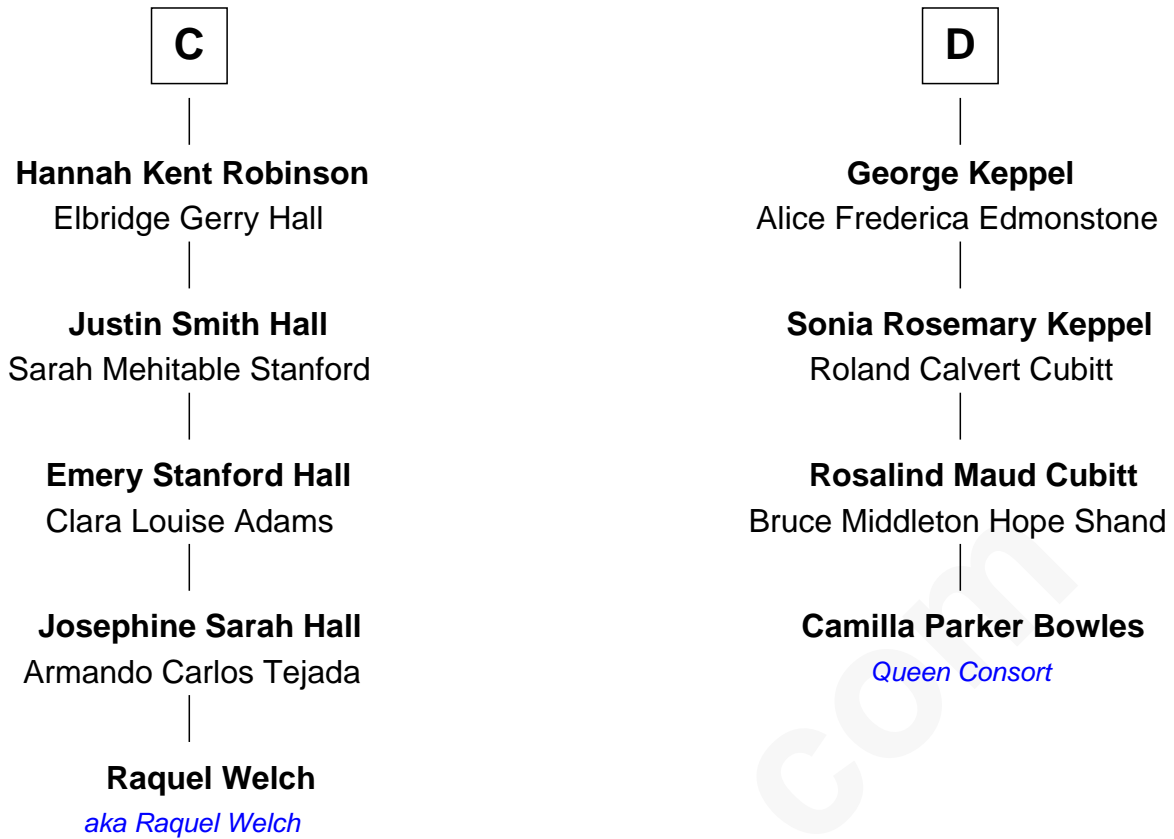 C
Hannah Kent Robinson
Elbridge Gerry Hall
Justin Smith Hall
Sarah Mehitable Stanford
Emery Stanford Hall
Clara Louise Adams
Josephine Sarah Hall
Armando Carlos Tejada
Raquel Welch
aka Raquel Welch
D
George Keppel
Alice Frederica Edmonstone
Sonia Rosemary Keppel
Roland Calvert Cubitt
Rosalind Maud Cubitt
Bruce Middleton Hope Shand
Camilla Parker Bowles
Queen Consort
com